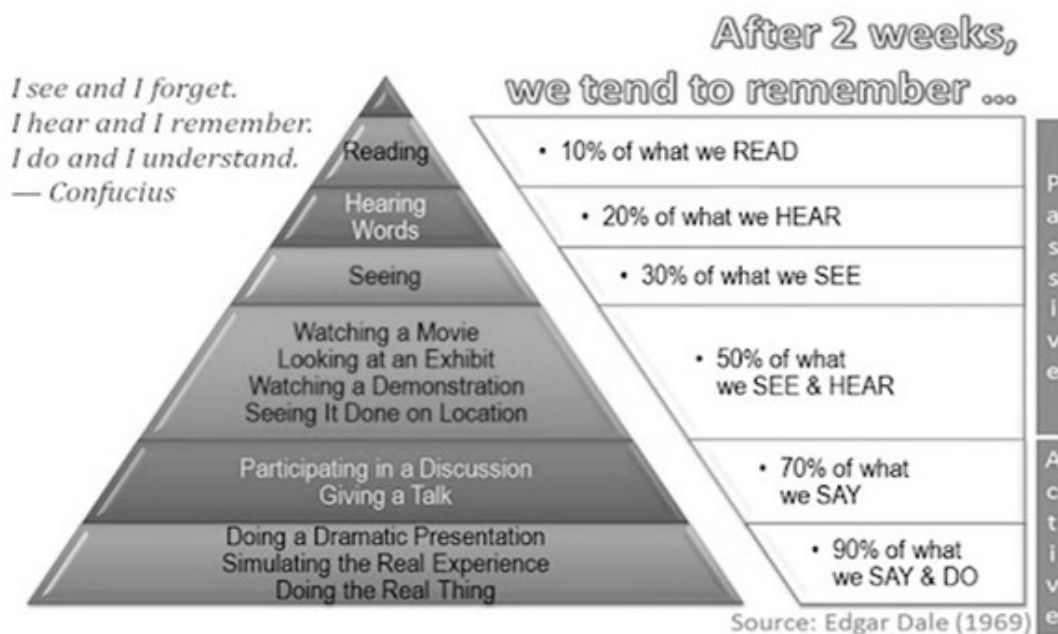 After 2 weeks,
we tend to remember ...
I see and I forget.
I hear and I remember.
I do and I understand.
— Confucius
Reading
• 10% of what we READ
Hearing
Words
• 20% of what we HEAR
Seeing
• 30% of what we SEE
Watching a Movie
Looking at an Exhibit
Watching a Demonstration
Seeing It Done on Location
• 50% of what
we SEE & HEAR
Participating in a Discussion
Giving a Talk
• 70% of what
we SAY
Doing a Dramatic Presentation
Simulating the Real Experience
Doing the Real Thing
• 90% of what
we SAY & DO
Passive
Active
Source: Edgar Dale (1969)